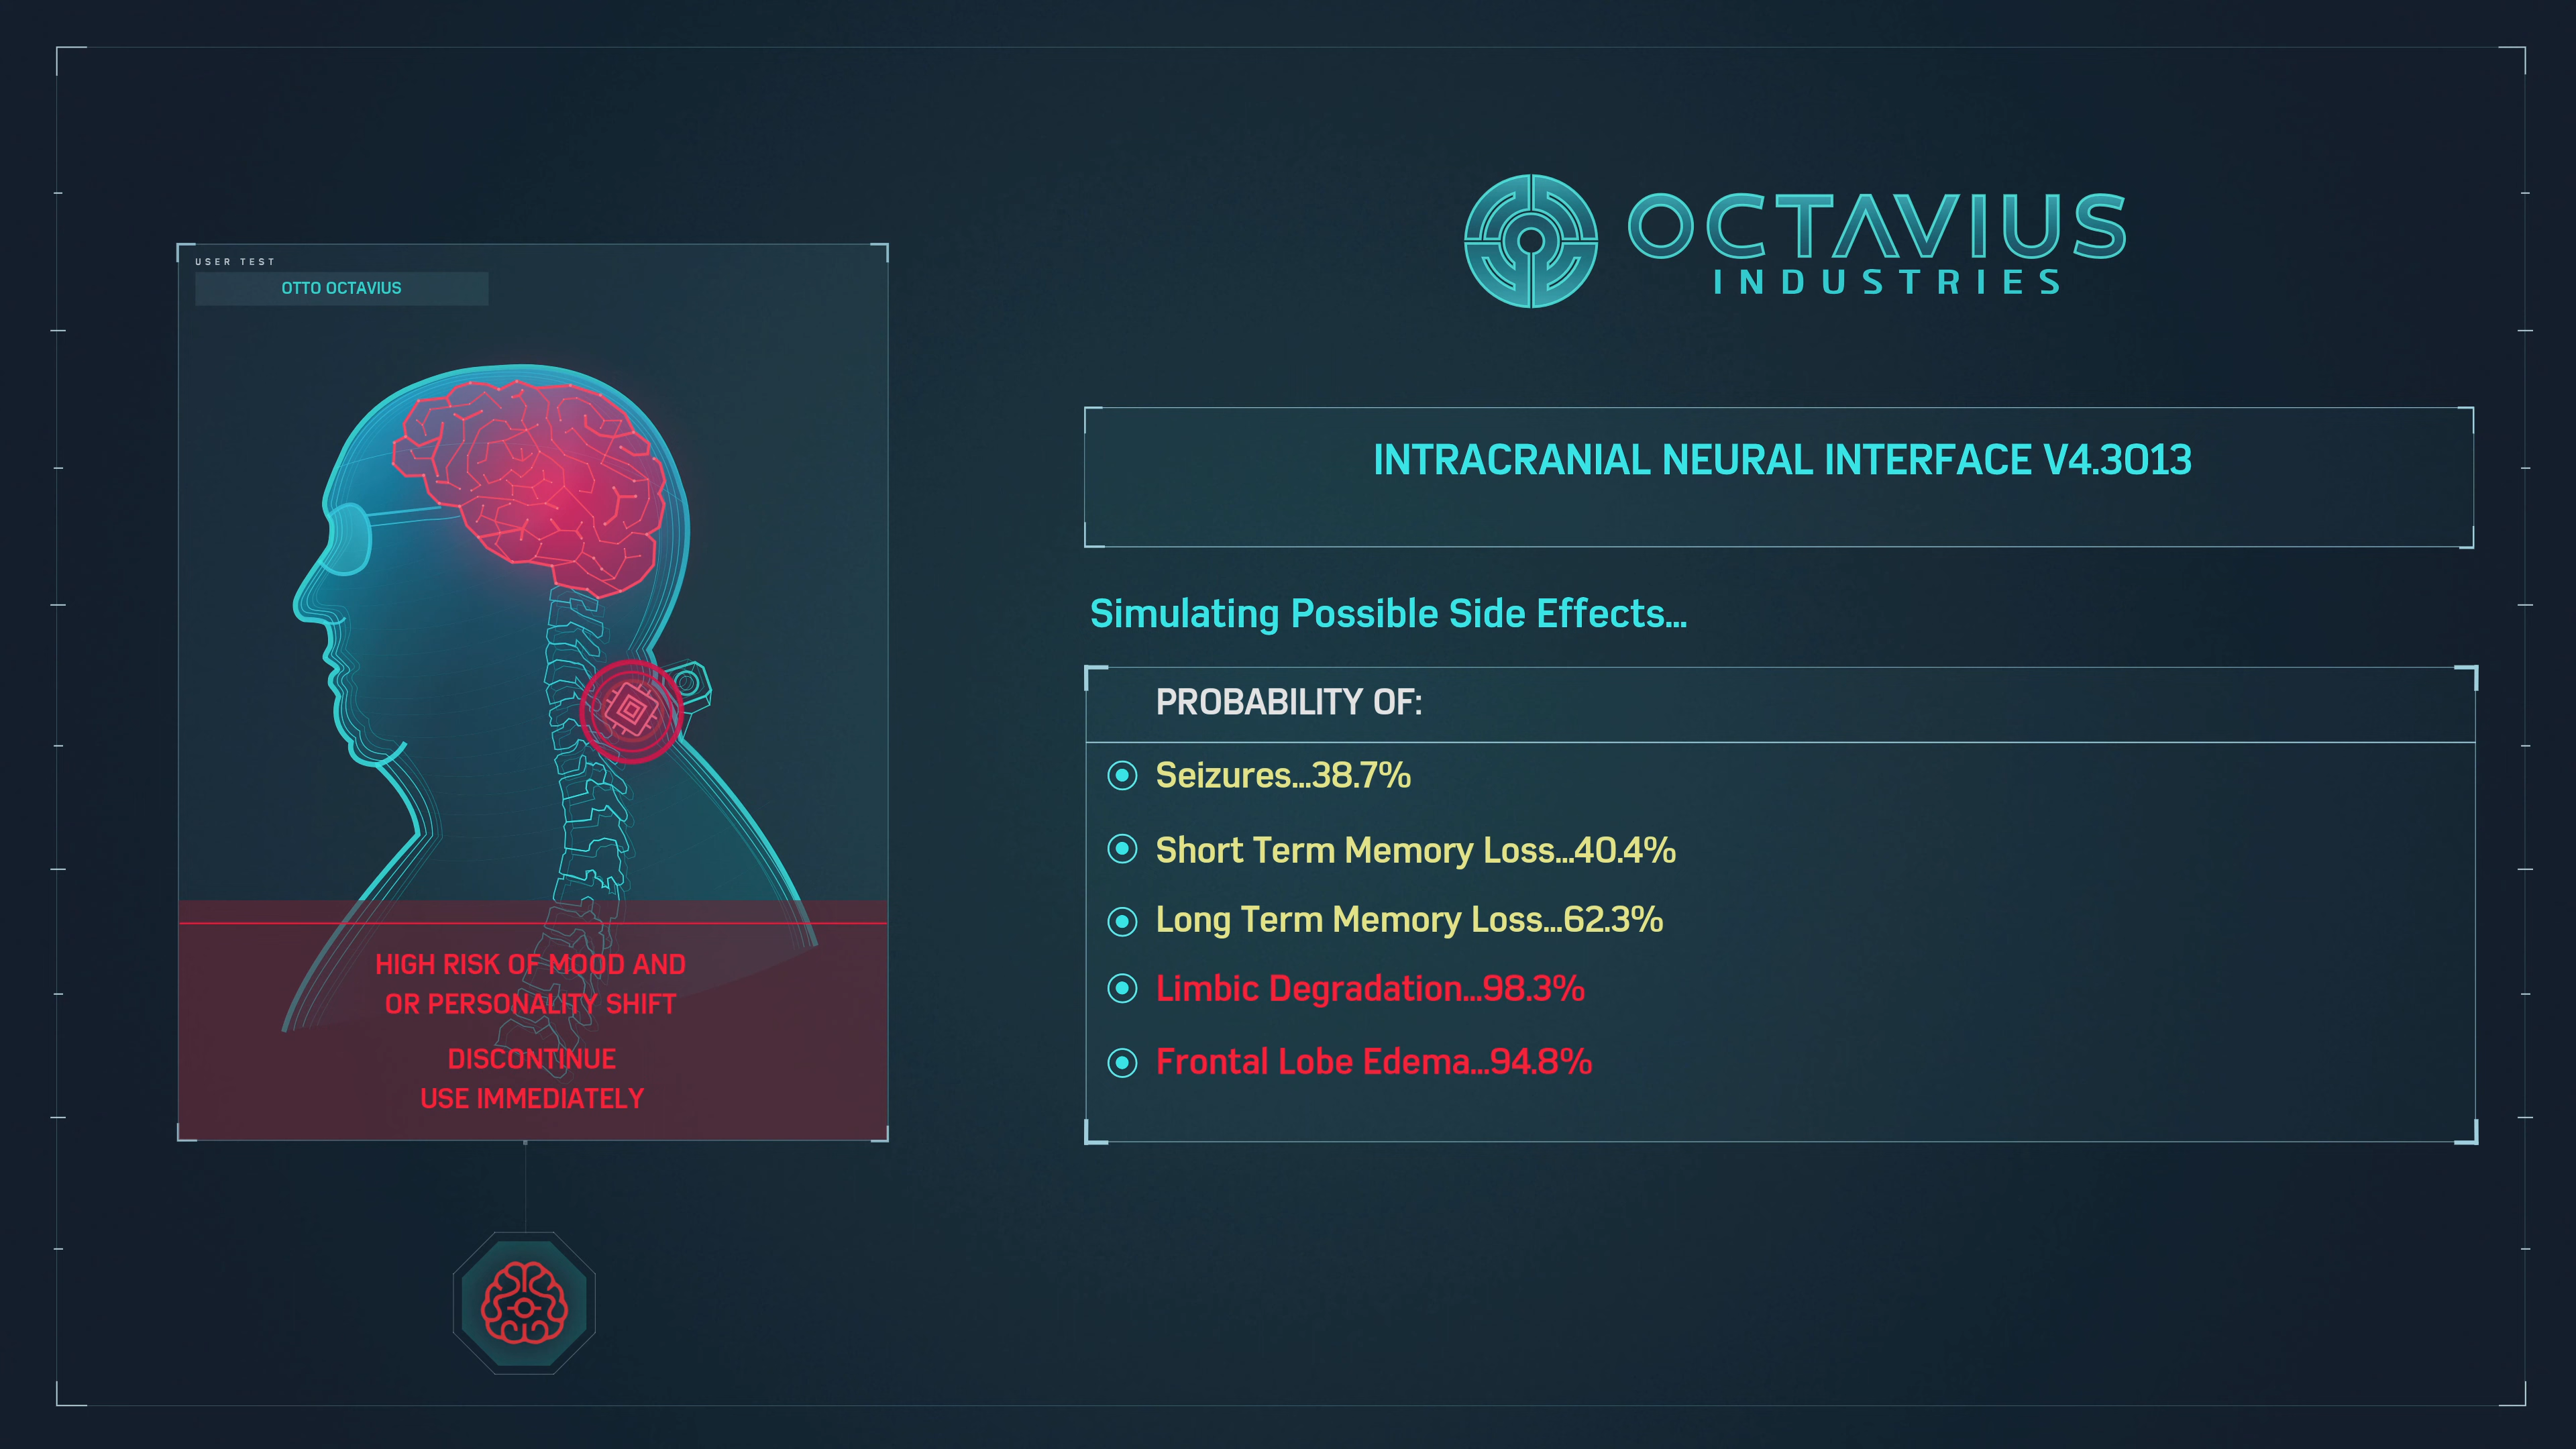 USER TEST
OTTO OCTAVIUS
HIGH RISK OF MOOD AND
OR PERSONALITY SHIFT
DISCONTINUE
USE IMMEDIATELY
OCTAVIUS
INDUSTRIES
INTRACRANIAL NEURAL INTERFACE V4.3013
Simulating Possible Side Effects...
PROBABILITY OF:
Seizures...38.7%
Short Term Memory Loss...40.4%
Long Term Memory Loss...62.3%
Limbic Degradation...98.3%
Frontal Lobe Edema...94.8%